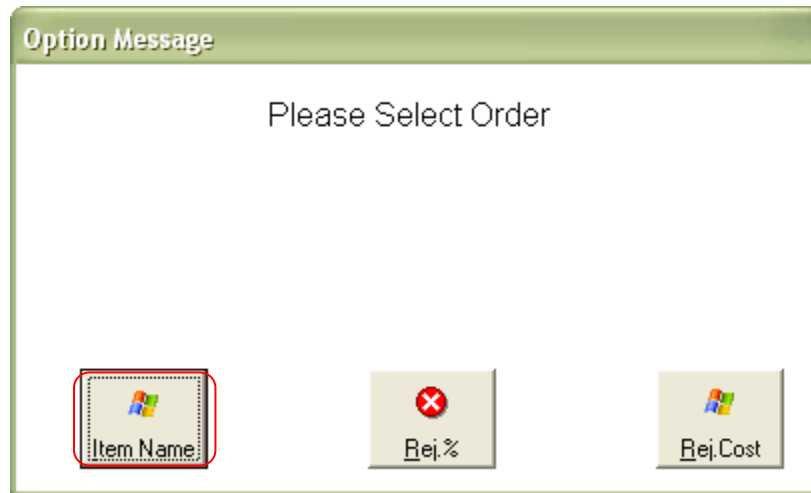 Option Message
Please Select Order
Item Name
Rej.%
Rej.Cost